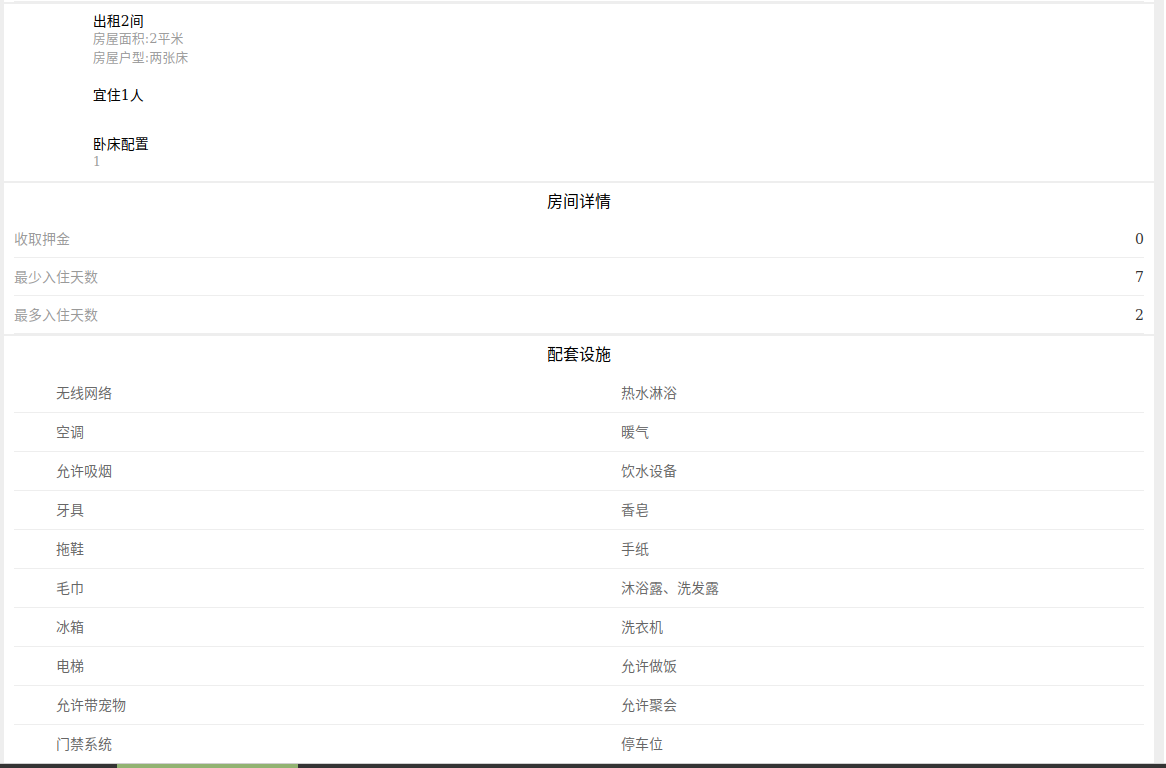 出租2间
房屋面积:2平米
房屋户型:两张床
宜住1人
卧床配置
1
房间详情
收取押金 0
最少入住天数 7
最多入住天数 2
配套设施
无线网络 热水淋浴
空调 暖气
允许吸烟 饮水设备
牙具 香皂
拖鞋 手纸
毛巾 沐浴露、洗发露
冰箱 洗衣机
电梯 允许做饭
允许带宠物 允许聚会
门禁系统 停车位